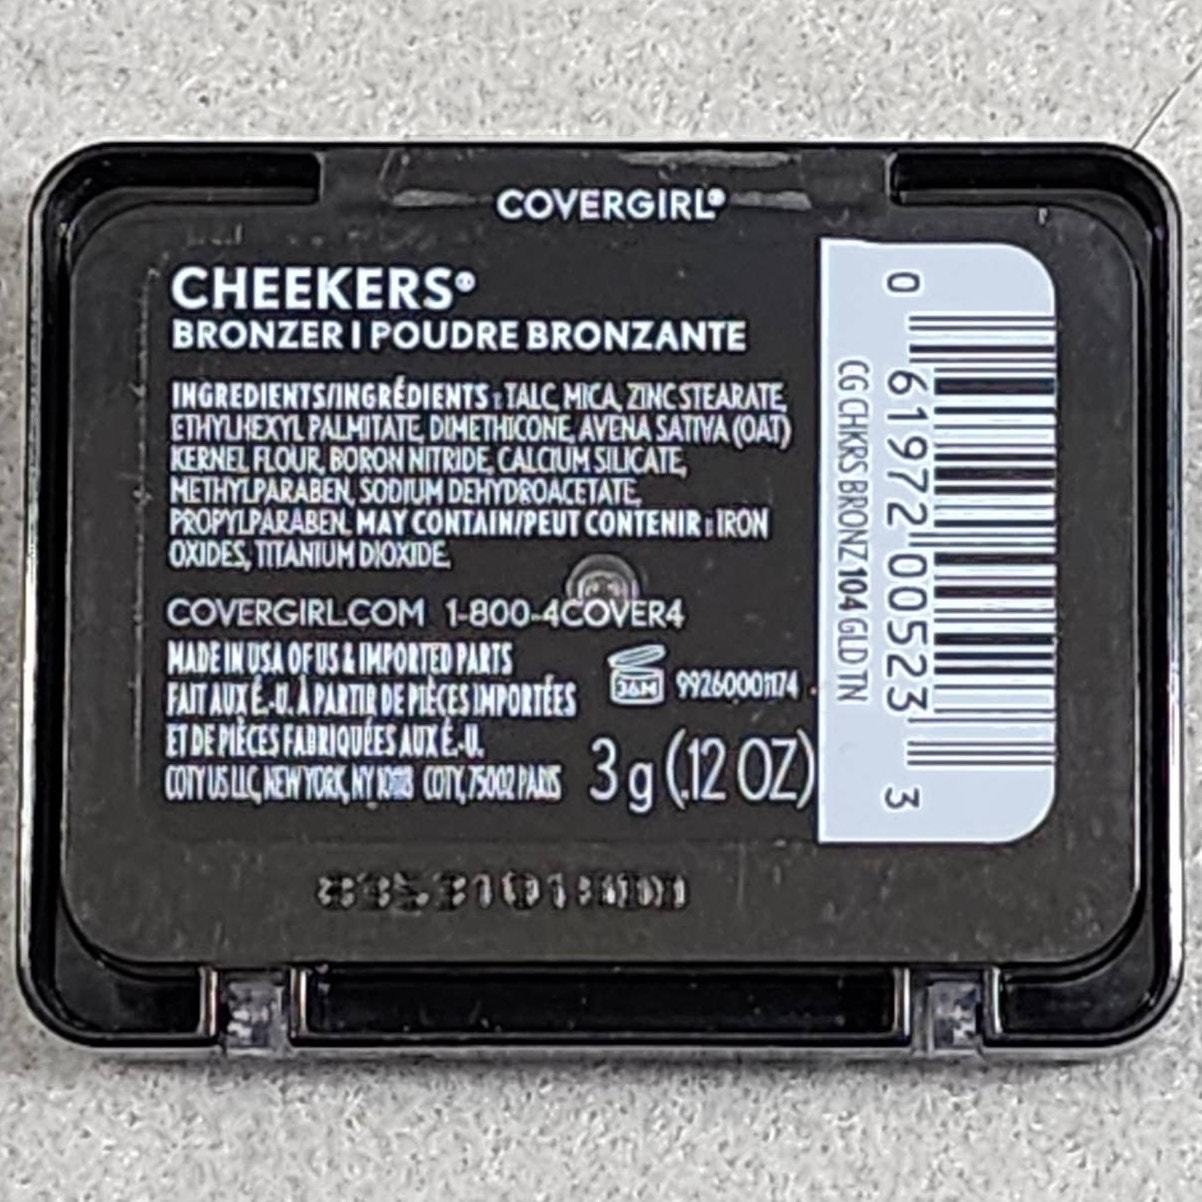 COVERGIRL®
CHEEKERS®
BRONZER | POUDRE BRONZANTE
INGREDIENTS/INGRÉDIENTS : TALC, MICA, ZINC STEARATE,
ETHYLHEXYL PALMITATE, DIMETHICONE, AVENA SATIVA (OAT)
KERNEL FLOUR, BORON NITRIDE, CALCIUM SILICATE,
METHYLPARABEN, SODIUM DEHYDROACETATE,
PROPYLPARABEN. MAY CONTAIN/PEUT CONTENIR : IRON
OXIDES, TITANIUM DIOXIDE.
COVERGIRL.COM 1-800-4COVER4
MADE IN USA OF US & IMPORTED PARTS
FAIT AUX É.-U. À PARTIR DE PIÈCES IMPORTÉES
ET DE PIÈCES FABRIQUÉES AUX É.-U.
COTY US LLC, NEW YORK, NY 10118 COTY, 75002 PARIS
36M
99260001174
3 g (.12 OZ)
CG CHKRS BRONZ 104 GLD TN
0 61972 00523 3